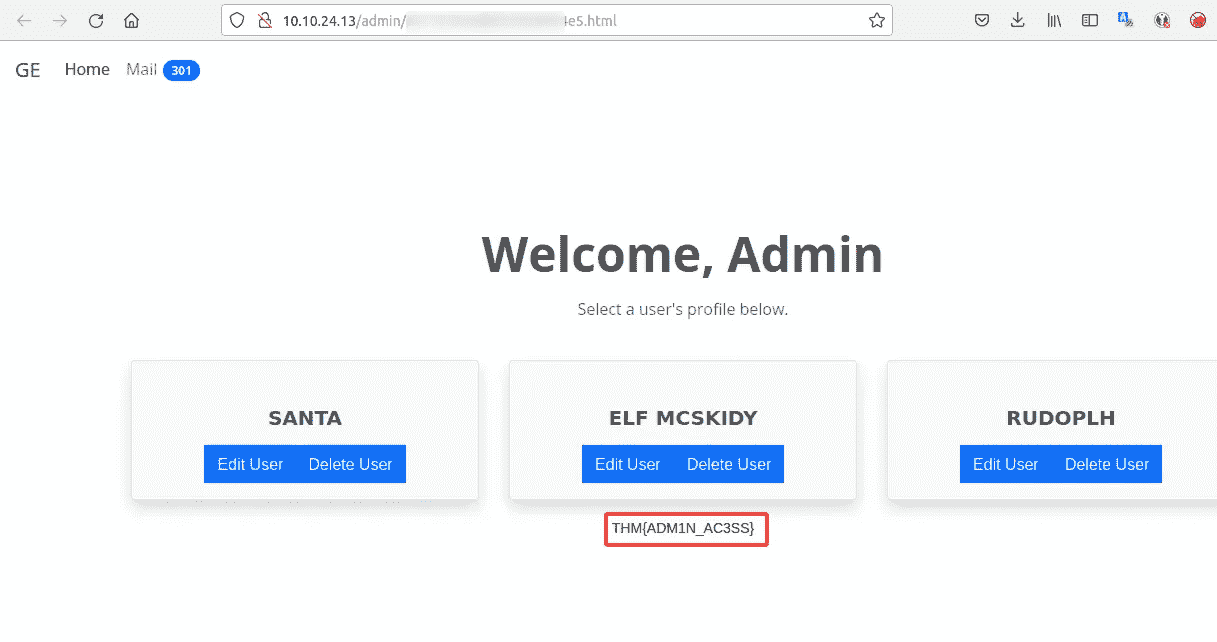 10.10.24.13/admin/ 4e5.html
GE Home Mail 301
Welcome, Admin
Select a user's profile below.
SANTA ELF MCSKIDY RUDOPLH
Edit User Delete User Edit User Delete User Edit User Delete User
THM{ADM1N_AC3SS}